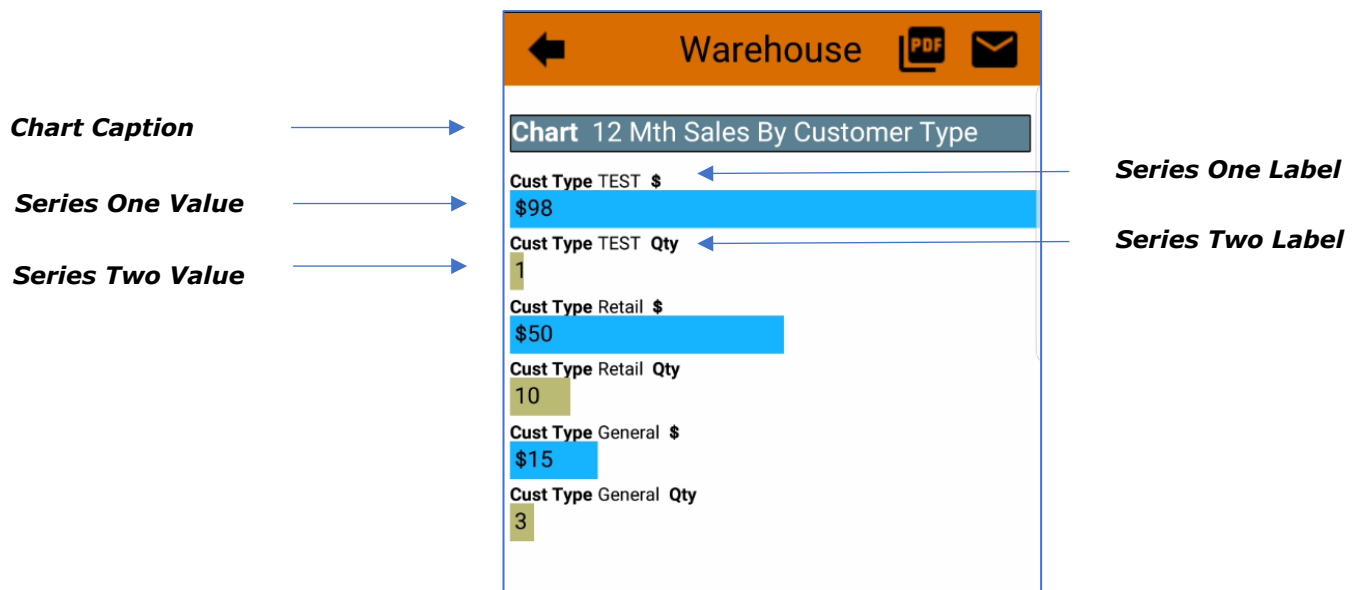 Warehouse PDF
Chart Caption
Chart 12 Mth Sales By Customer Type
Series One Label
Cust Type TEST $
Series One Value
$98
Series Two Label
Cust Type TEST Qty
Series Two Value
1
Cust Type Retail $
$50
Cust Type Retail Qty
10
Cust Type General $
$15
Cust Type General Qty
3